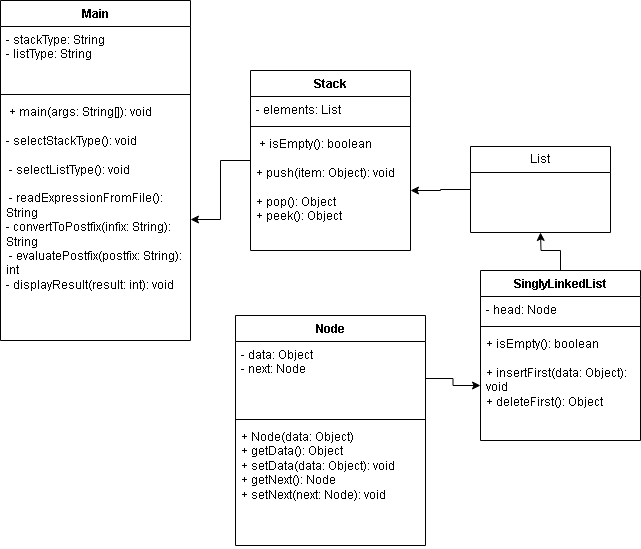 Main
- stackType: String
- listType: String
+ main(args: String[]): void
- selectStackType(): void
- selectListType(): void
- readExpressionFromFile():
String
- convertToPostfix(infix: String):
String
- evaluatePostfix(postfix: String):
int
- displayResult(result: int): void
Stack
- elements: List
+ isEmpty(): boolean
+ push(item: Object): void
+ pop(): Object
+ peek(): Object
List
SinglyLinkedList
- head: Node
+ isEmpty(): boolean
+ insertFirst(data: Object):
void
+ deleteFirst(): Object
Node
- data: Object
- next: Node
+ Node(data: Object)
+ getData(): Object
+ setData(data: Object): void
+ getNext(): Node
+ setNext(next: Node): void